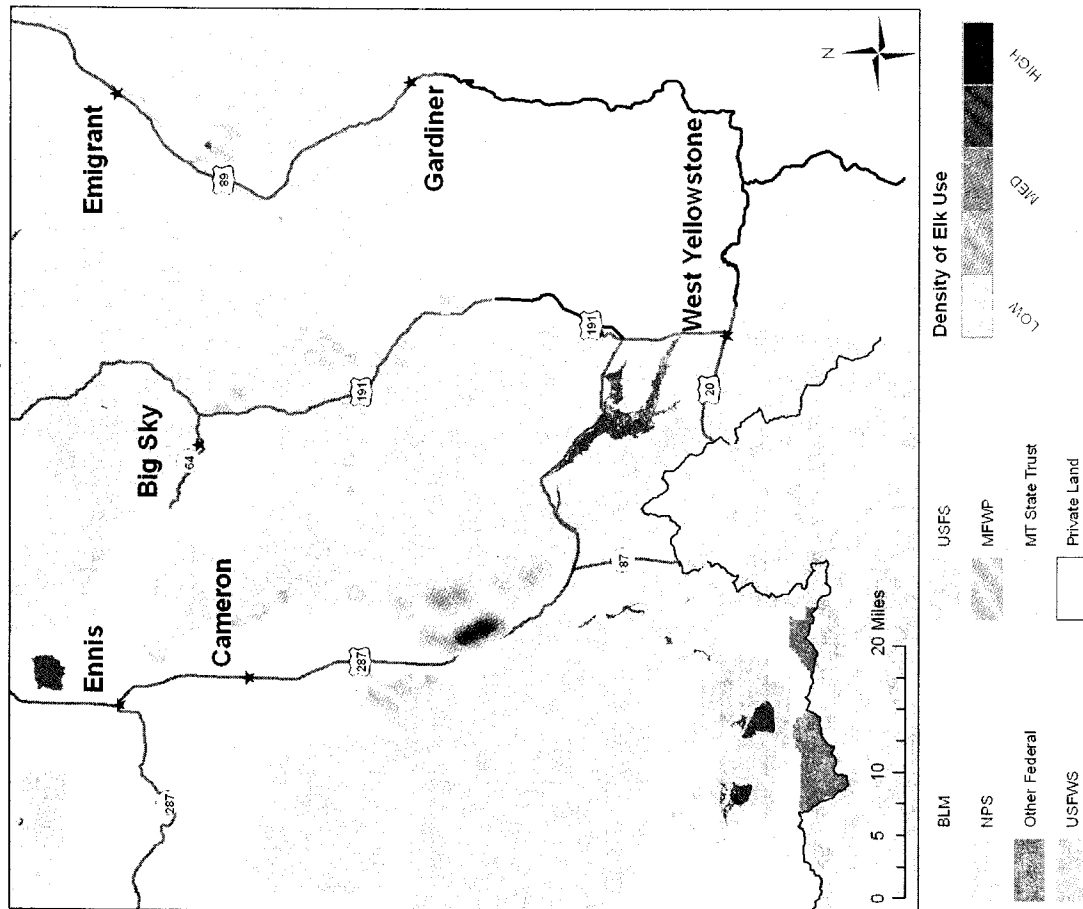 Ennis
Emigrant
Big Sky
287
64
Cameron
89
287
191
Gardiner
191
87
West Yellowstone
20
N
0 5 10 20 Miles
BLM
NPS
Other Federal
USFWS
USFS
MFWP
MT State Trust
Private Land
Density of Elk Use
LOW MED HIGH